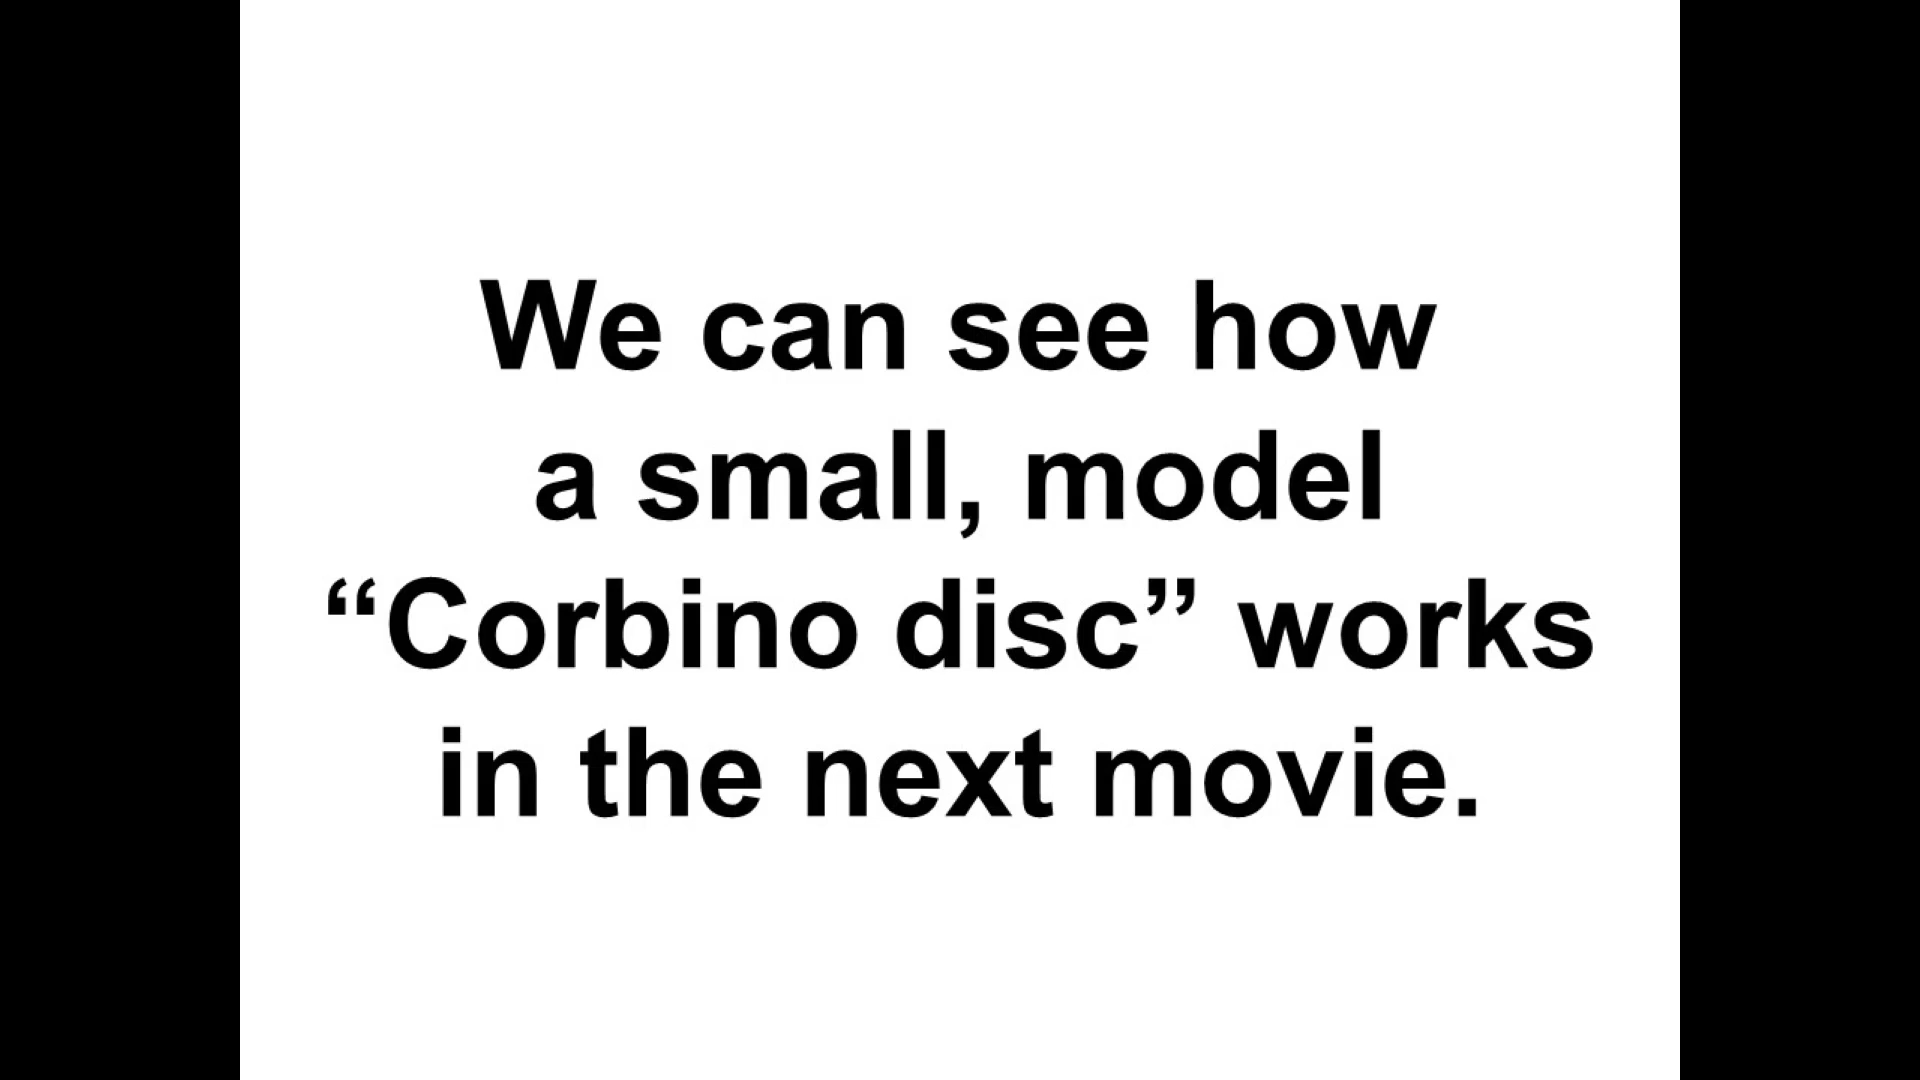 We can see how
a small, model
“Corbino disc” works
in the next movie.